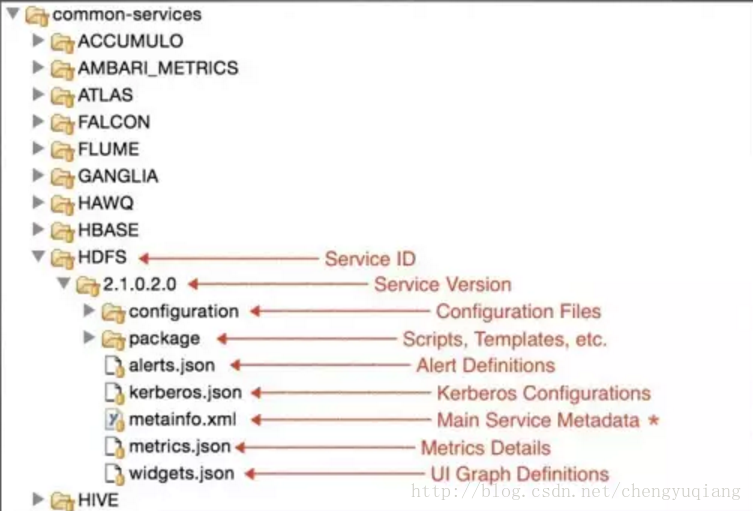 common-services
ACCUMULO
AMBARI_METRICS
ATLAS
FALCON
FLUME
GANGLIA
HAWQ
HBASE
HDFS Service ID
2.1.0.2.0 Service Version
configuration Configuration Files
package Scripts, Templates, etc.
alerts.json Alert Definitions
kerberos.json Kerberos Configurations
metainfo.xml Main Service Metadata *
metrics.json Metrics Details
widgets.json UI Graph Definitions
http://blog.csdn.net/chengyuqiang
HIVE